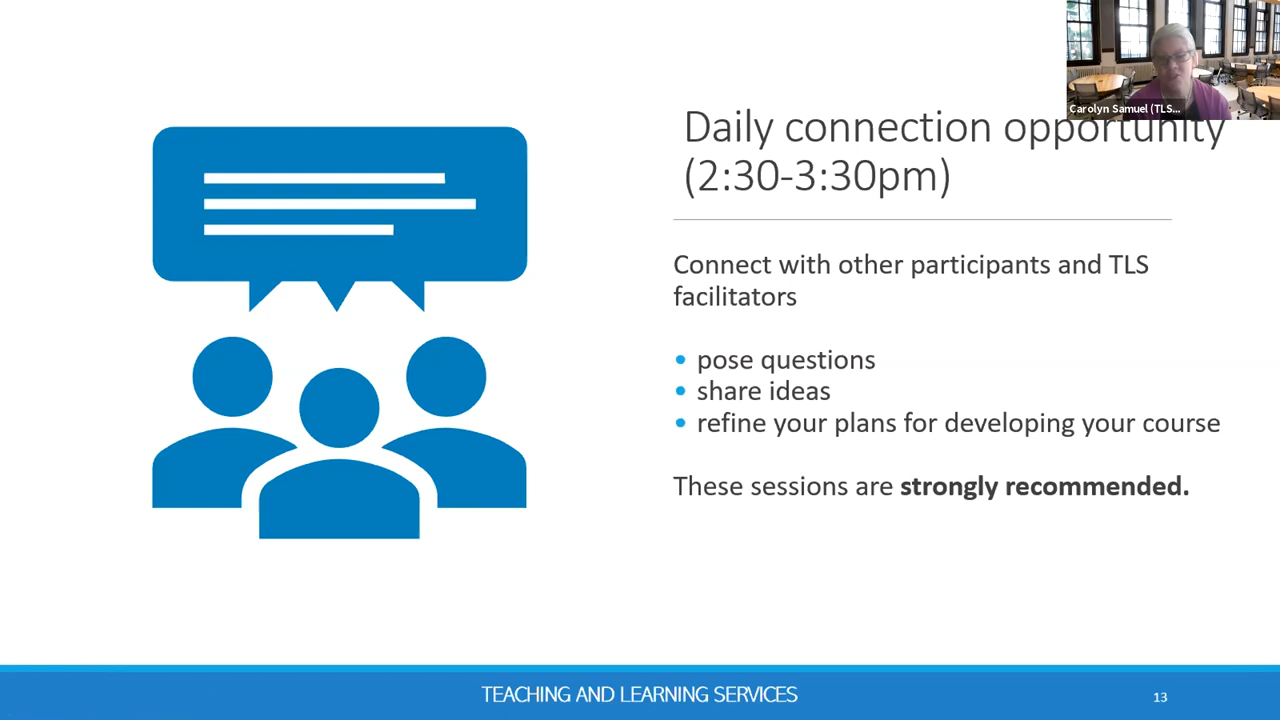 Carolyn Samuel (TLS...
Daily connection opportunity
(2:30-3:30pm)
Connect with other participants and TLS
facilitators
• pose questions
• share ideas
• refine your plans for developing your course
These sessions are strongly recommended.
TEACHING AND LEARNING SERVICES
13